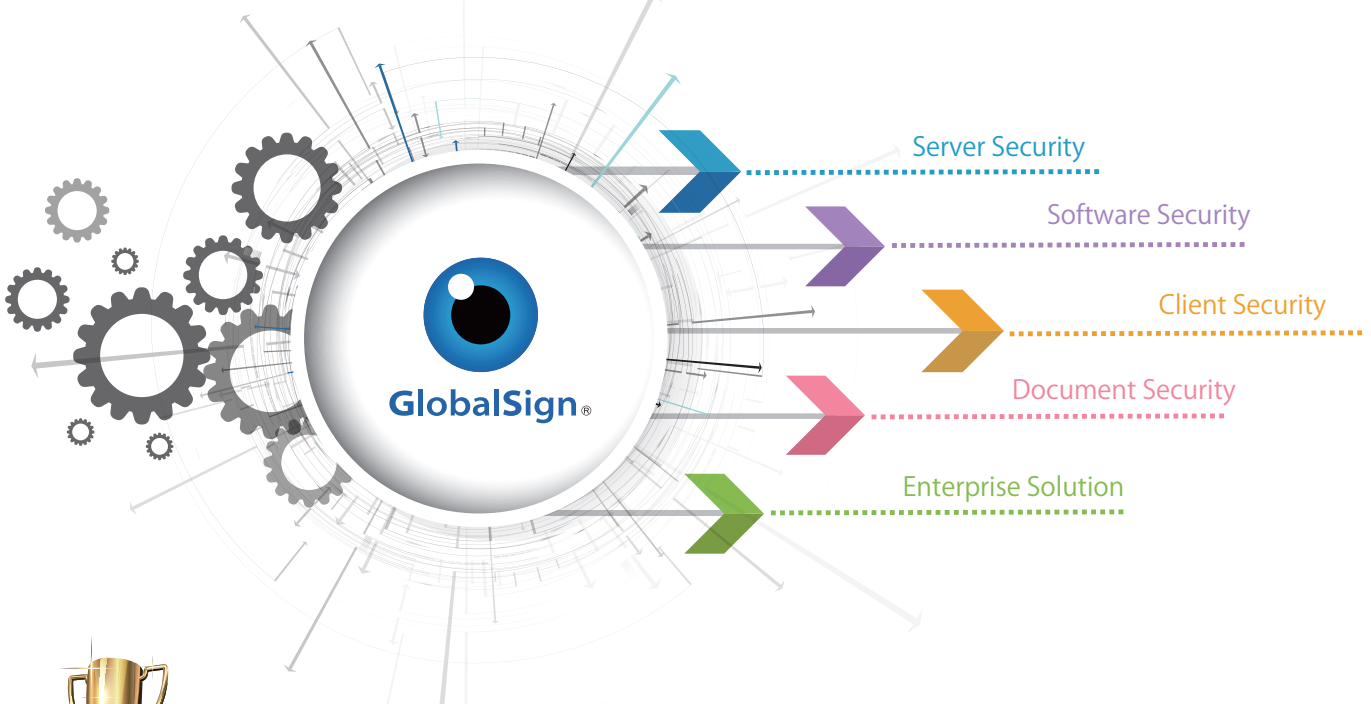 Server Security
Software Security
Client Security
GlobalSign®
Document Security
Enterprise Solution